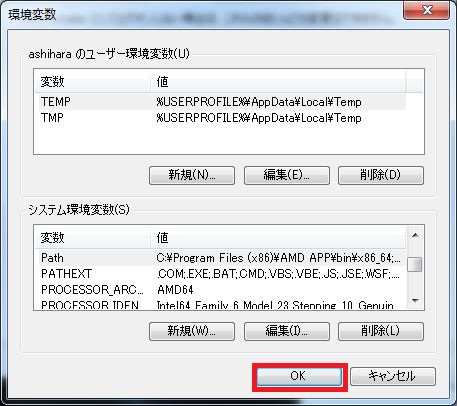 環境変数
ashihara のユーザー環境変数(U)
変数 値
TEMP %USERPROFILE%¥AppData¥Local¥Temp
TMP %USERPROFILE%¥AppData¥Local¥Temp
新規(N)... 編集(E)... 削除(D)
システム環境変数(S)
変数 値
Path C:¥Program Files (x86)¥AMD APP¥bin¥x86_64;...
PATHEXT .COM;.EXE;.BAT;.CMD;.VBS;.VBE;.JS;.JSE;.WSF;....
PROCESSOR_ARC... AMD64
PROCESSOR_IDEN... Intel64 Family 6 Model 23 Stepping 10, Genuin...
新規(W)... 編集(I)... 削除(L)
OK キャンセル